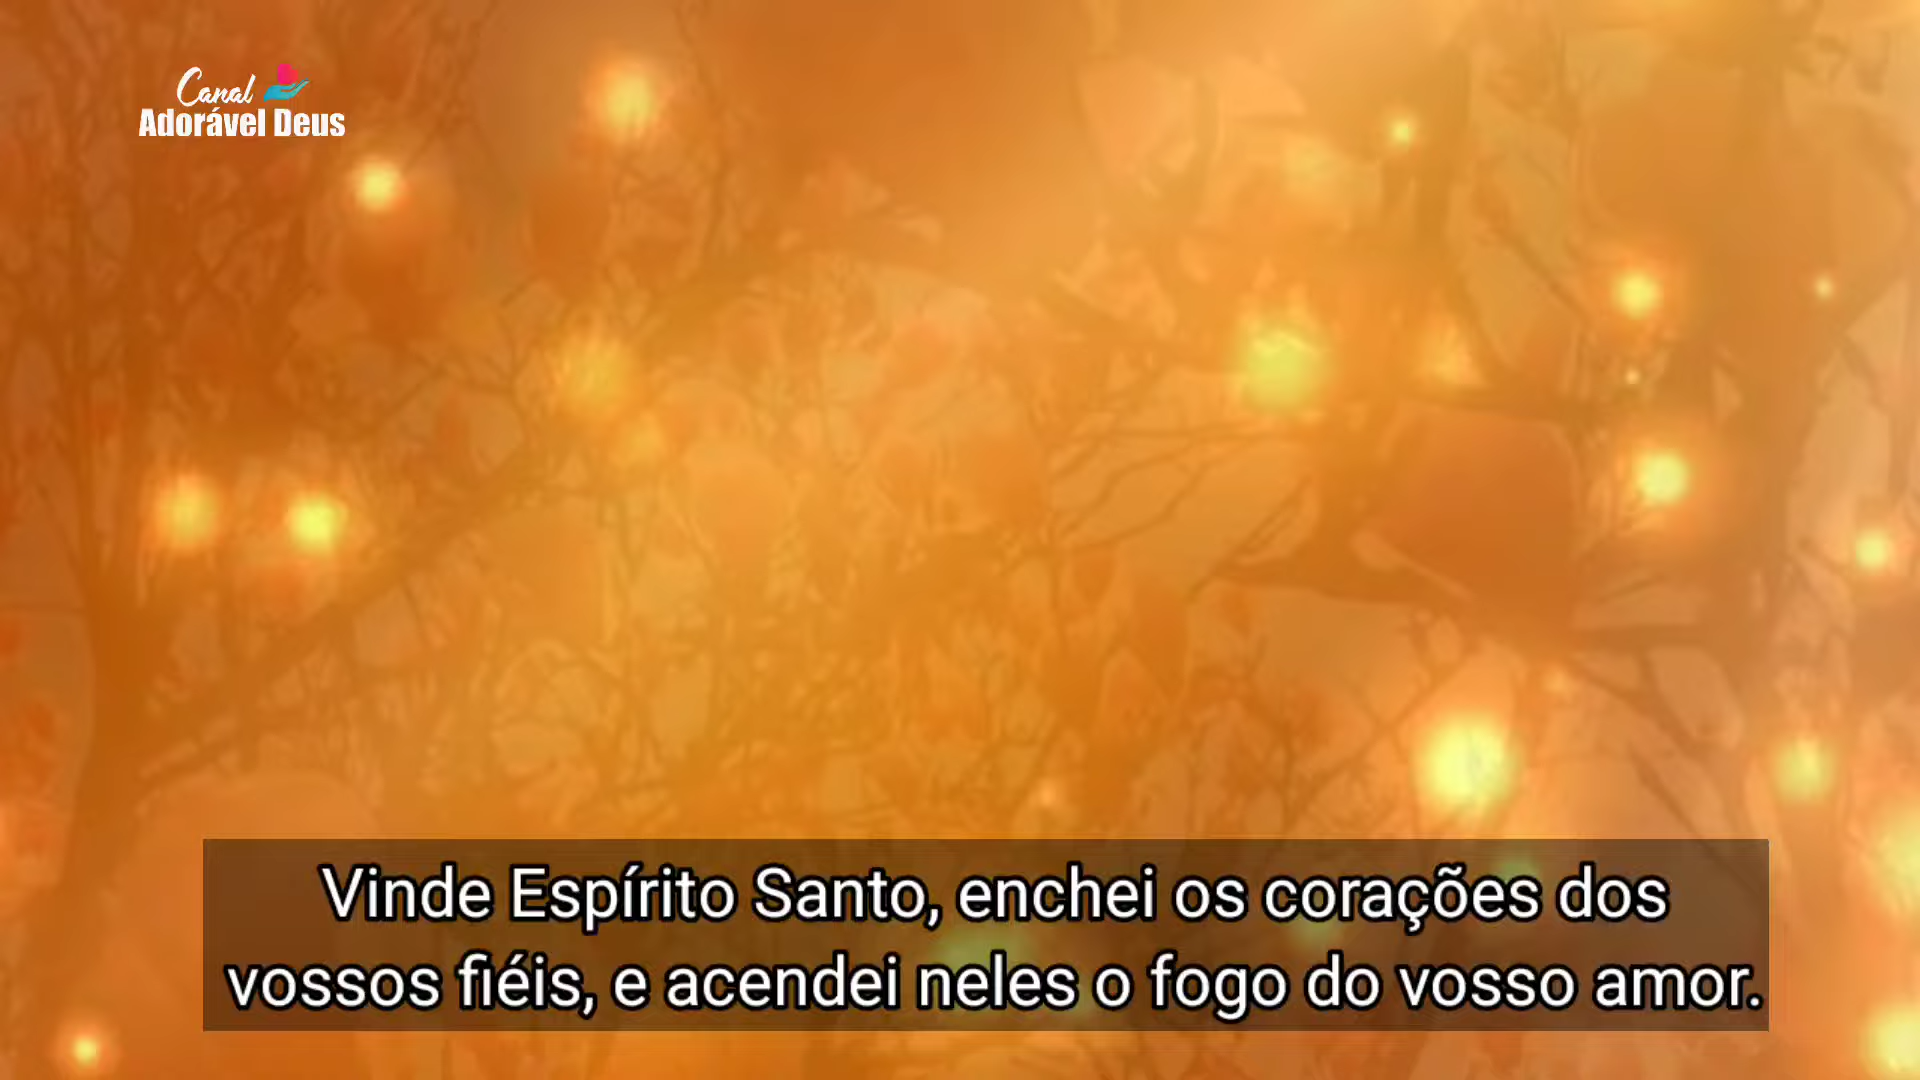 Canal
Adorável Deus
Vinde Espírito Santo, enchei os corações dos
vossos fiéis, e acendei neles o fogo do vosso amor.